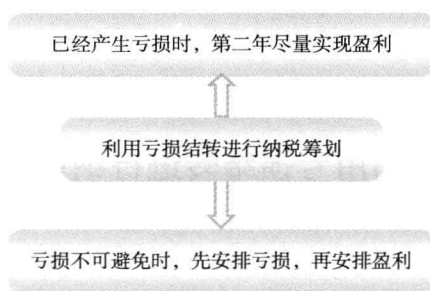 已经产生亏损时，第二年尽量实现盈利
利用亏损结转进行纳税筹划
亏损不可避免时，先安排亏损，再安排盈利